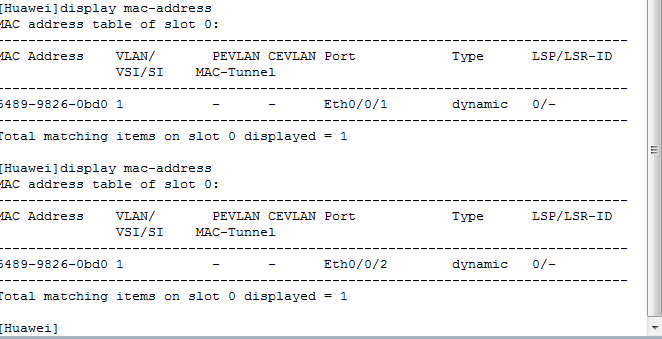 [Huawei]display mac-address
MAC address table of slot 0:
-------------------------------------------------------------------------------
MAC Address    VLAN/       PEVLAN CEVLAN Port            Type      LSP/LSR-ID
               VSI/SI    MAC-Tunnel
-------------------------------------------------------------------------------
5489-9826-0bd0 1           -      -      Eth0/0/1        dynamic   0/-
-------------------------------------------------------------------------------
Total matching items on slot 0 displayed = 1
[Huawei]display mac-address
MAC address table of slot 0:
-------------------------------------------------------------------------------
MAC Address    VLAN/       PEVLAN CEVLAN Port            Type      LSP/LSR-ID
               VSI/SI    MAC-Tunnel
-------------------------------------------------------------------------------
5489-9826-0bd0 1           -      -      Eth0/0/2        dynamic   0/-
-------------------------------------------------------------------------------
Total matching items on slot 0 displayed = 1
[Huawei]